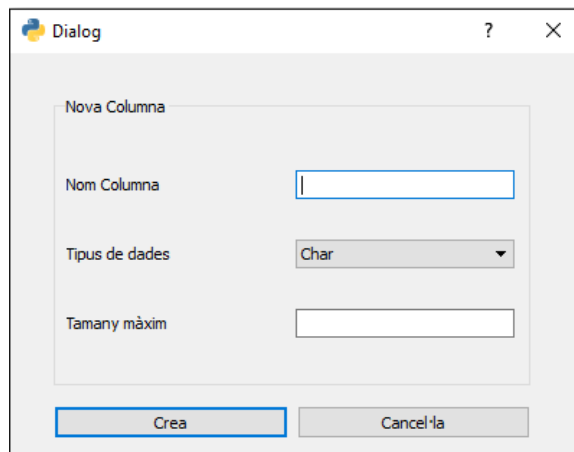 Dialog ?
Nova Columna
Nom Columna
Tipus de dades Char
Tamany màxim
Crea Cancel·la